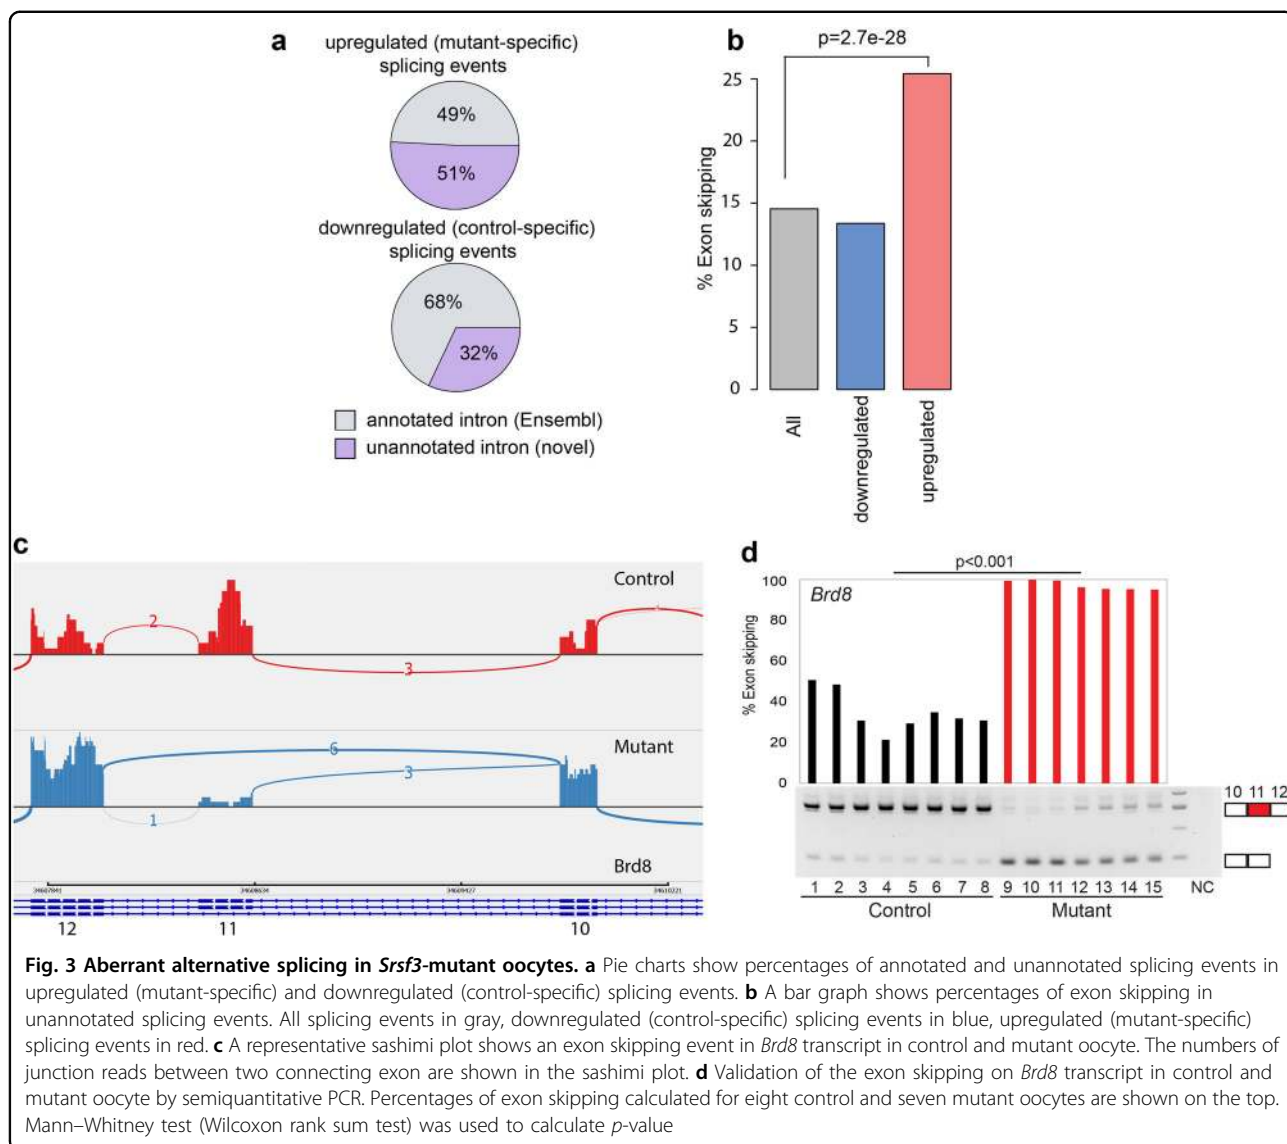 a
upregulated (mutant-specific)
splicing events
49%
51%
downregulated (control-specific)
splicing events
68%
32%
annotated intron (Ensembl)
unannotated intron (novel)
b
p=2.7e-28
% Exon skipping
25
20
15
10
5
0
All
downregulated
upregulated
c
Control
2
3
Mutant
6
3
1
Brd8
34607841
34608634
34609427
34610221
12
11
10
d
p<0.001
Brd8
% Exon skipping
100
80
60
40
20
0
10 11 12
1 2 3 4 5 6 7 8 9 10 11 12 13 14 15 NC
Control Mutant
Fig. 3 Aberrant alternative splicing in Srsf3-mutant oocytes. a Pie charts show percentages of annotated and unannotated splicing events in
upregulated (mutant-specific) and downregulated (control-specific) splicing events. b A bar graph shows percentages of exon skipping in
unannotated splicing events. All splicing events in gray, downregulated (control-specific) splicing events in blue, upregulated (mutant-specific)
splicing events in red. c A representative sashimi plot shows an exon skipping event in Brd8 transcript in control and mutant oocyte. The numbers of
junction reads between two connecting exon are shown in the sashimi plot. d Validation of the exon skipping on Brd8 transcript in control and
mutant oocyte by semiquantitative PCR. Percentages of exon skipping calculated for eight control and seven mutant oocytes are shown on the top.
Mann–Whitney test (Wilcoxon rank sum test) was used to calculate p-value